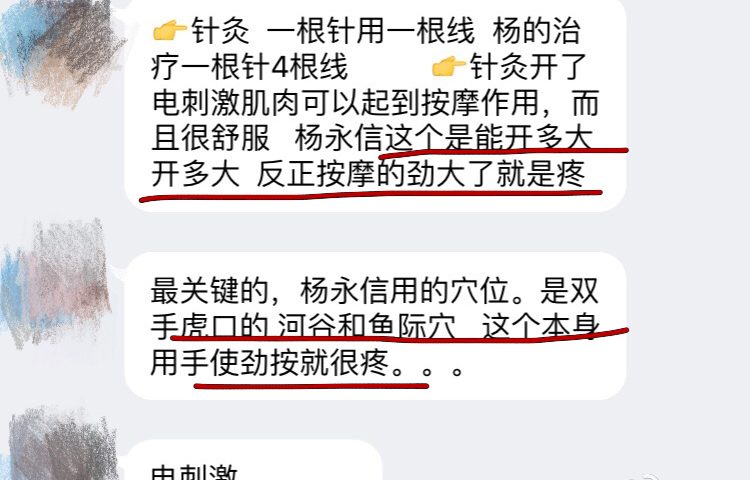 👉针灸 一根针用一根线 杨的治
疗一根针4根线 👉针灸开了
电刺激肌肉可以起到按摩作用，而
且很舒服 杨永信这个是能开多大
开多大 反正按摩的劲大了就是疼
最关键的，杨永信用的穴位。是双
手虎口的 河谷和鱼际穴 这个本身
用手使劲按就很疼。。。
电刺激